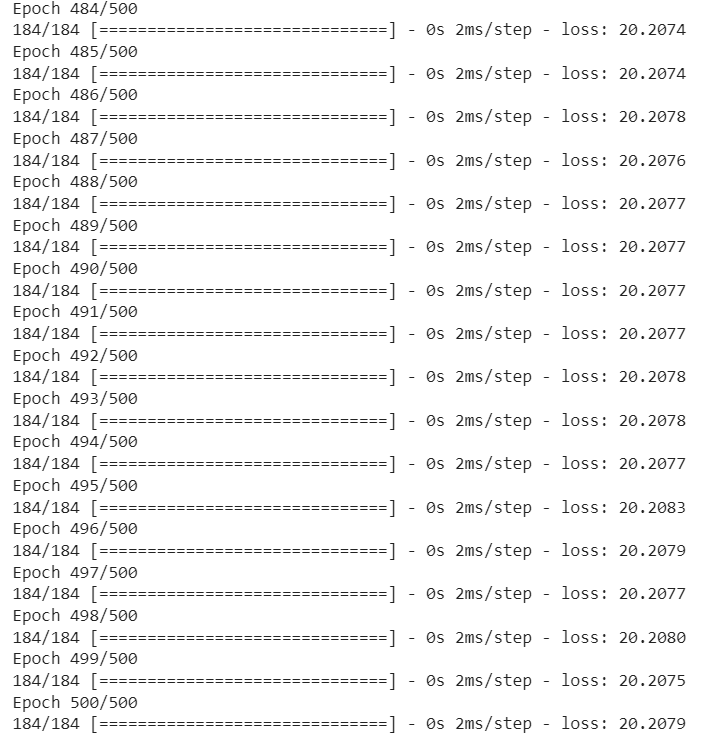 Epoch 484/500
184/184 [==============================] - 0s 2ms/step - loss: 20.2074
Epoch 485/500
184/184 [==============================] - 0s 2ms/step - loss: 20.2074
Epoch 486/500
184/184 [==============================] - 0s 2ms/step - loss: 20.2078
Epoch 487/500
184/184 [==============================] - 0s 2ms/step - loss: 20.2076
Epoch 488/500
184/184 [==============================] - 0s 2ms/step - loss: 20.2077
Epoch 489/500
184/184 [==============================] - 0s 2ms/step - loss: 20.2077
Epoch 490/500
184/184 [==============================] - 0s 2ms/step - loss: 20.2077
Epoch 491/500
184/184 [==============================] - 0s 2ms/step - loss: 20.2077
Epoch 492/500
184/184 [==============================] - 0s 2ms/step - loss: 20.2078
Epoch 493/500
184/184 [==============================] - 0s 2ms/step - loss: 20.2078
Epoch 494/500
184/184 [==============================] - 0s 2ms/step - loss: 20.2077
Epoch 495/500
184/184 [==============================] - 0s 2ms/step - loss: 20.2083
Epoch 496/500
184/184 [==============================] - 0s 2ms/step - loss: 20.2079
Epoch 497/500
184/184 [==============================] - 0s 2ms/step - loss: 20.2077
Epoch 498/500
184/184 [==============================] - 0s 2ms/step - loss: 20.2080
Epoch 499/500
184/184 [==============================] - 0s 2ms/step - loss: 20.2075
Epoch 500/500
184/184 [==============================] - 0s 2ms/step - loss: 20.2079